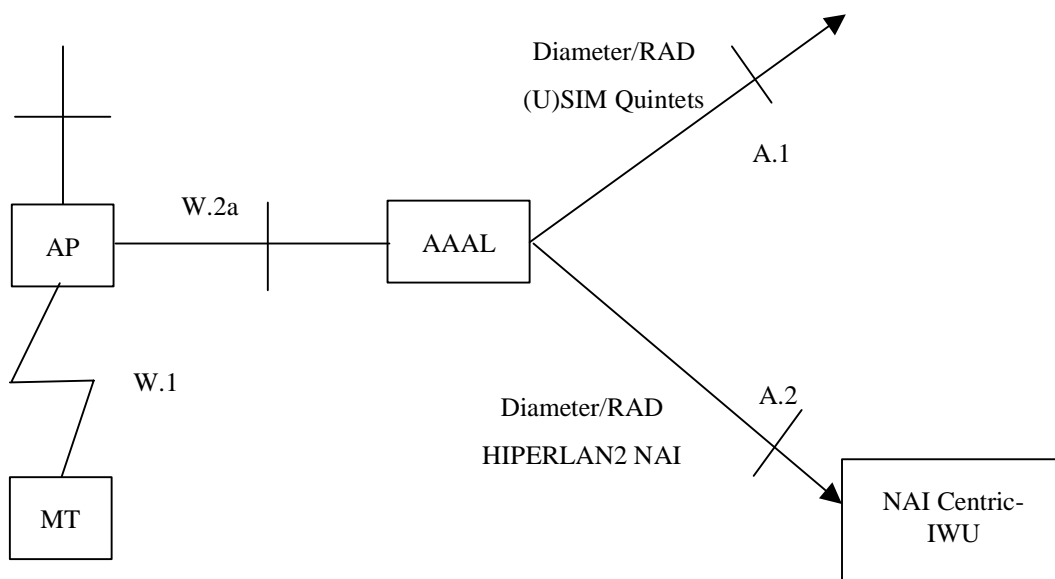 Diameter/RAD
(U)SIM Quintets
A.1
W.2a
AP
AAAL
W.1
A.2
Diameter/RAD
HIPERLAN2 NAI
MT
NAI Centric-
IWU